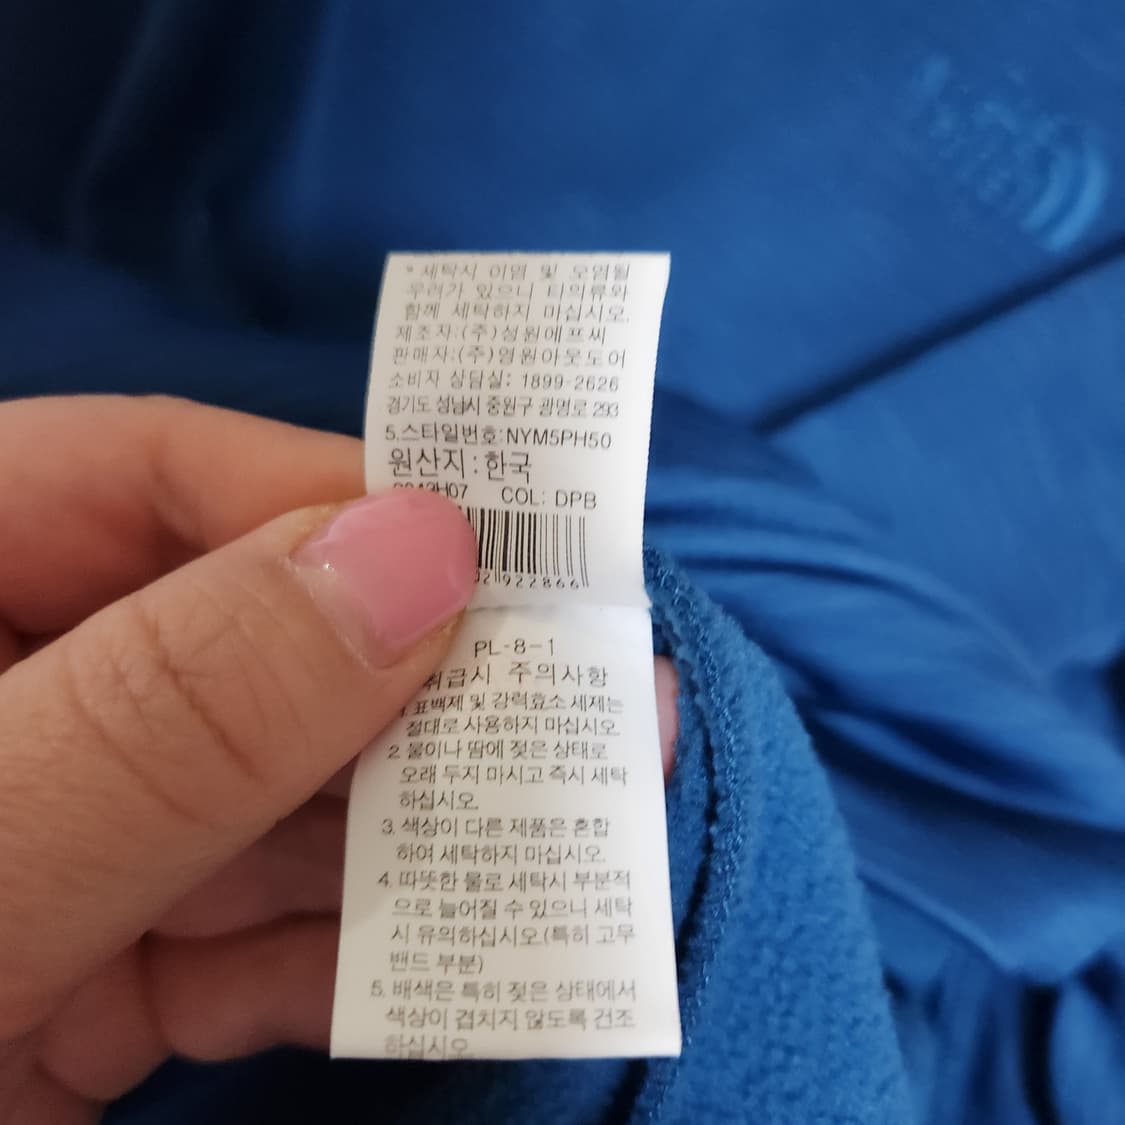 * 세탁시 이염 및 오염될
우려가 있으니 타의류와
함께 세탁하지 마십시오.
제조자:(주)성원에프씨
판매자:(주)영원아웃도어
소비자 상담실: 1899-2626
경기도 성남시 중원구 광명로 293
5.스타일번호:NYM5PH50
원산지:한국
COL: DPB
922866
PL-8-1
취급시 주의사항
표백제 및 강력효소 세제는
절대로 사용하지 마십시오.
2 물이나 땀에 젖은 상태로
오래 두지 마시고 즉시 세탁
하십시오.
3. 색상이 다른 제품은 혼합
하여 세탁하지 마십시오.
4. 따뜻한 물로 세탁시 부분적
으로 늘어질 수 있으니 세탁
시 유의하십시오(특히 고무
밴드 부분)
5. 배색은 특히 젖은 상태에서
색상이 겹치지 않도록 건조
하십시오.